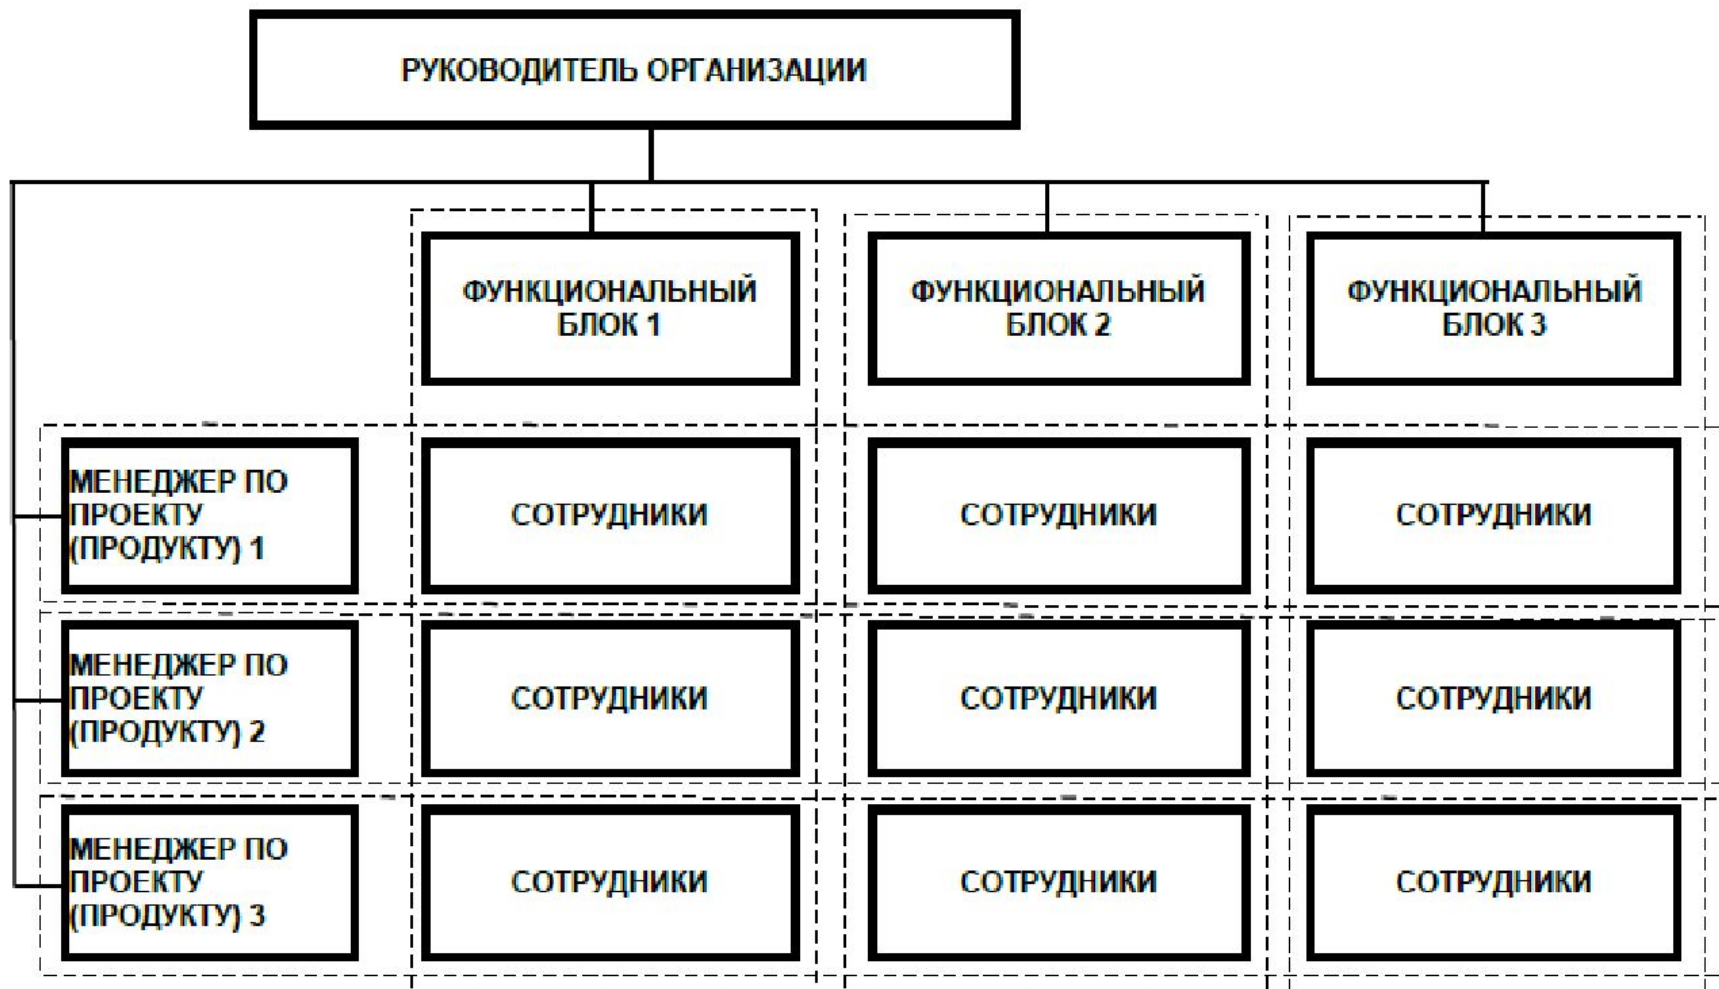 РУКОВОДИТЕЛЬ ОРГАНИЗАЦИИ
ФУНКЦИОНАЛЬНЫЙ
БЛОК 1
ФУНКЦИОНАЛЬНЫЙ
БЛОК 2
ФУНКЦИОНАЛЬНЫЙ
БЛОК 3
МЕНЕДЖЕР ПО
ПРОЕКТУ
(ПРОДУКТУ) 1
СОТРУДНИКИ
СОТРУДНИКИ
СОТРУДНИКИ
МЕНЕДЖЕР ПО
ПРОЕКТУ
(ПРОДУКТУ) 2
СОТРУДНИКИ
СОТРУДНИКИ
СОТРУДНИКИ
МЕНЕДЖЕР ПО
ПРОЕКТУ
(ПРОДУКТУ) 3
СОТРУДНИКИ
СОТРУДНИКИ
СОТРУДНИКИ